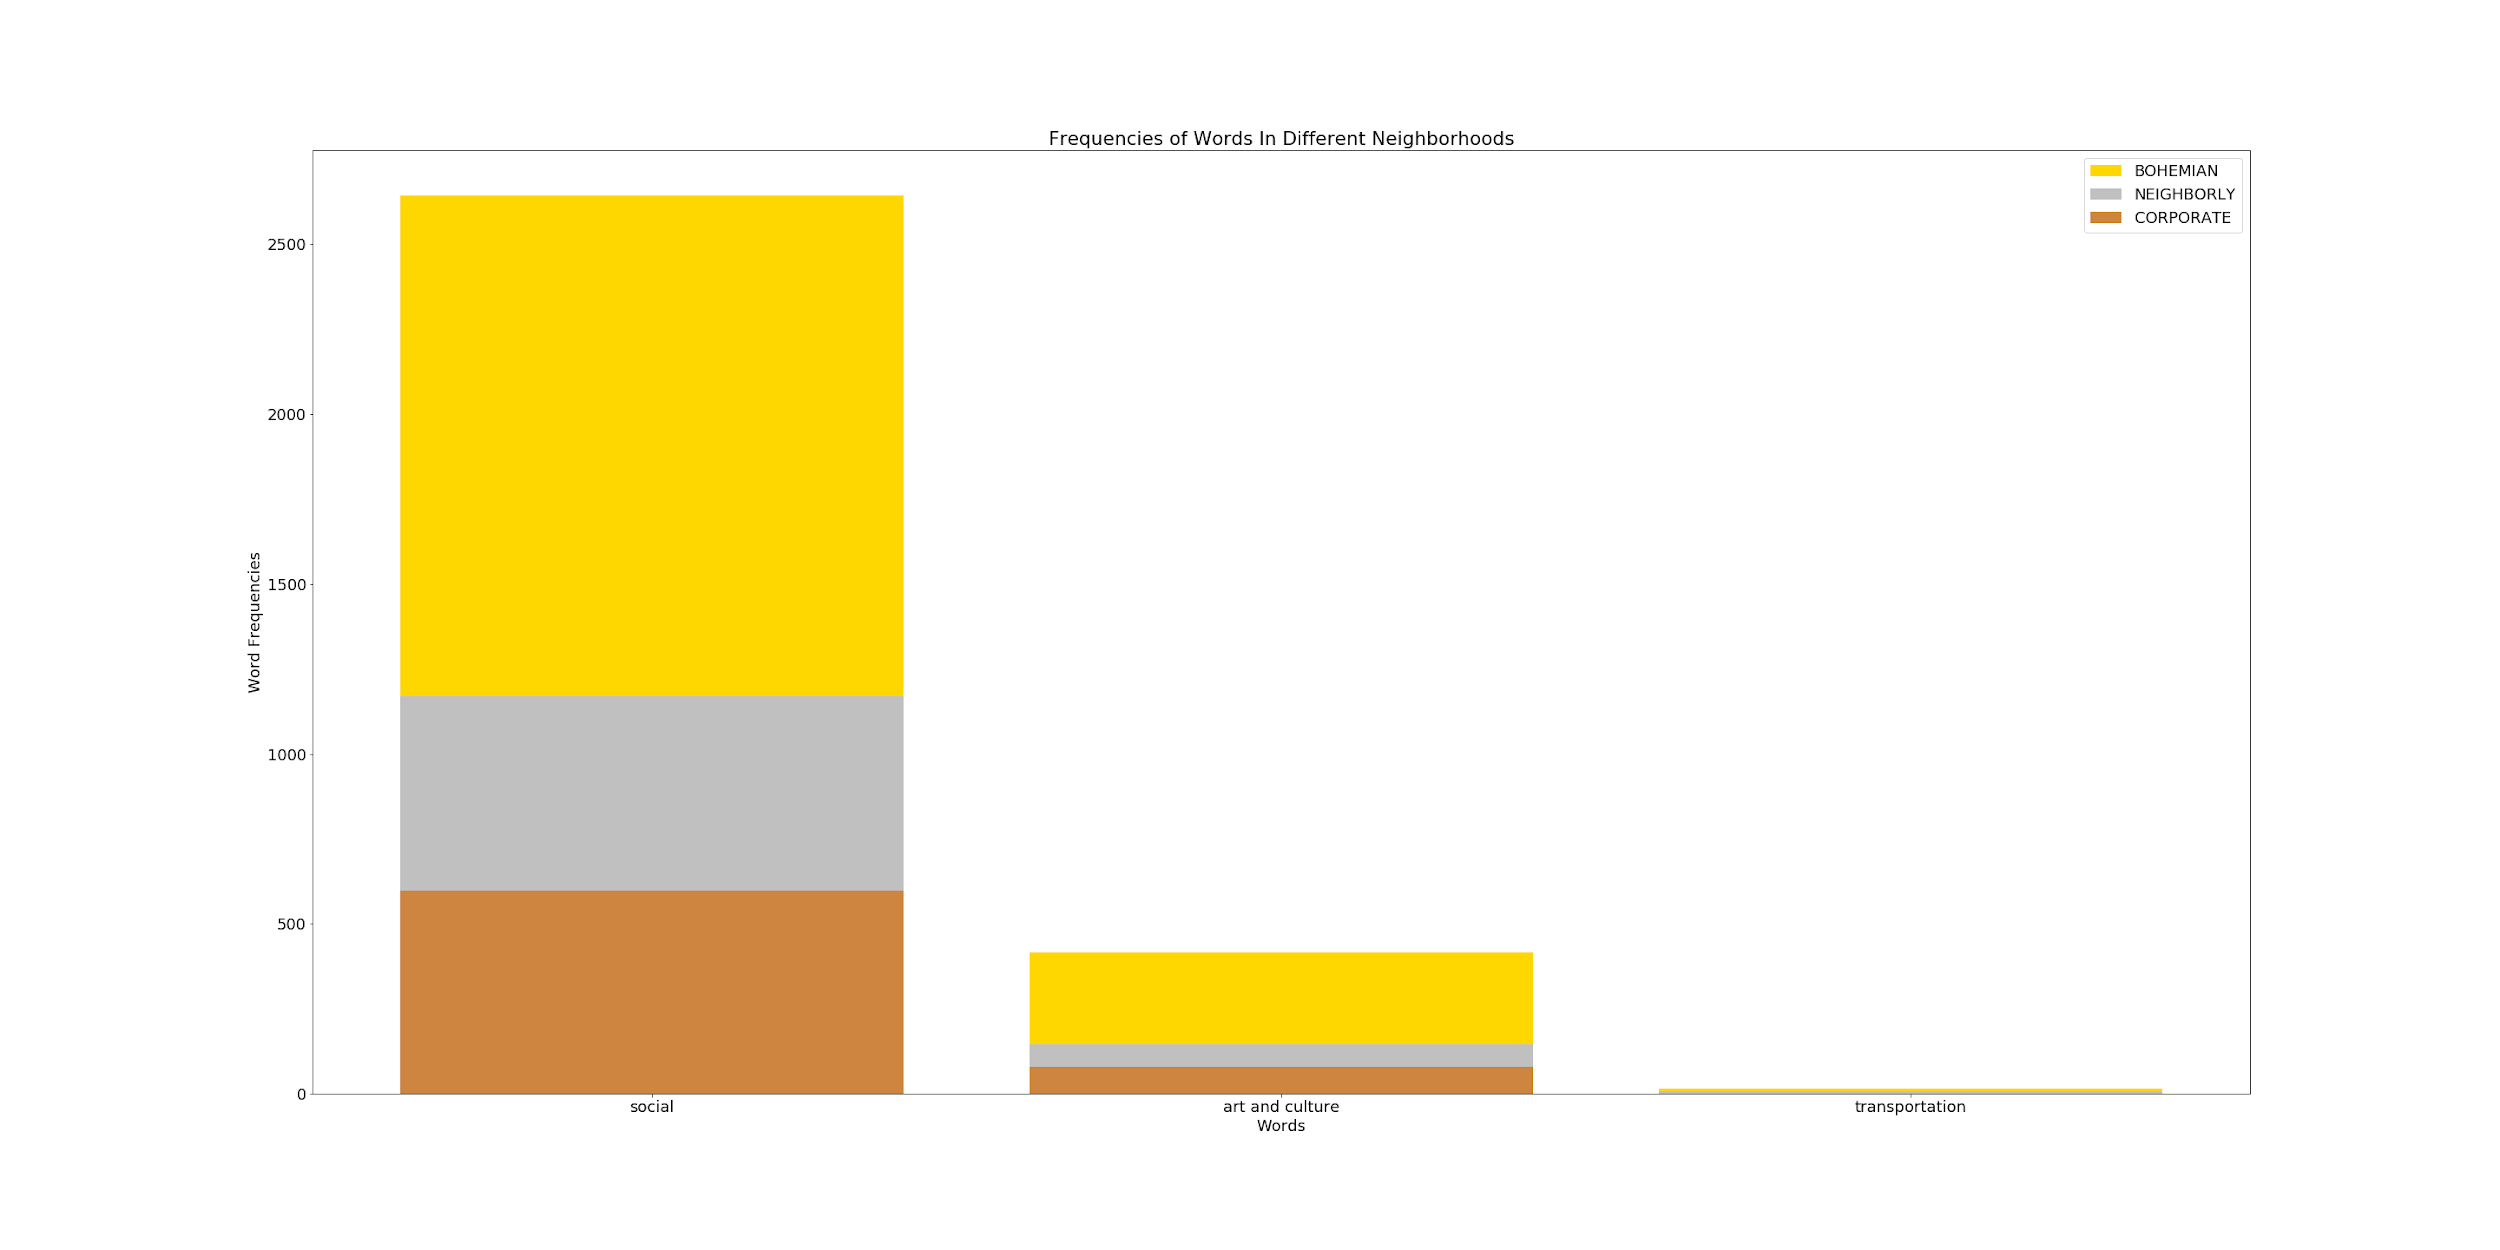 Frequencies of Words In Different Neighborhoods
BOHEMIAN
NEIGHBORLY
CORPORATE
Word Frequencies
2500
2000
1500
1000
500
0
social
art and culture
transportation
Words